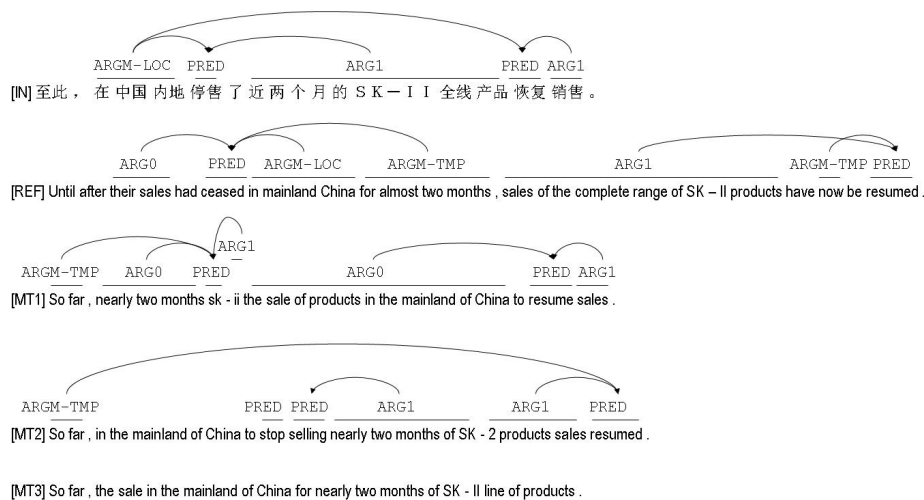 ARGM-LOC PRED ARG1 PRED ARG1
[IN] 至此，在中国内地停售了近两个月的ＳＫ－ＩＩ全线产品恢复销售。
ARG0 PRED ARGM-LOC ARGM-TMP ARG1 ARGM-TMP PRED
[REF] Until after their sales had ceased in mainland China for almost two months , sales of the complete range of SK – II products have now be resumed .
ARG1
ARGM-TMP ARG0 PRED ARG0 PRED ARG1
[MT1] So far , nearly two months sk - ii the sale of products in the mainland of China to resume sales .
ARGM-TMP PRED PRED ARG1 ARG1 PRED
[MT2] So far , in the mainland of China to stop selling nearly two months of SK - 2 products sales resumed .
[MT3] So far , the sale in the mainland of China for nearly two months of SK - II line of products .